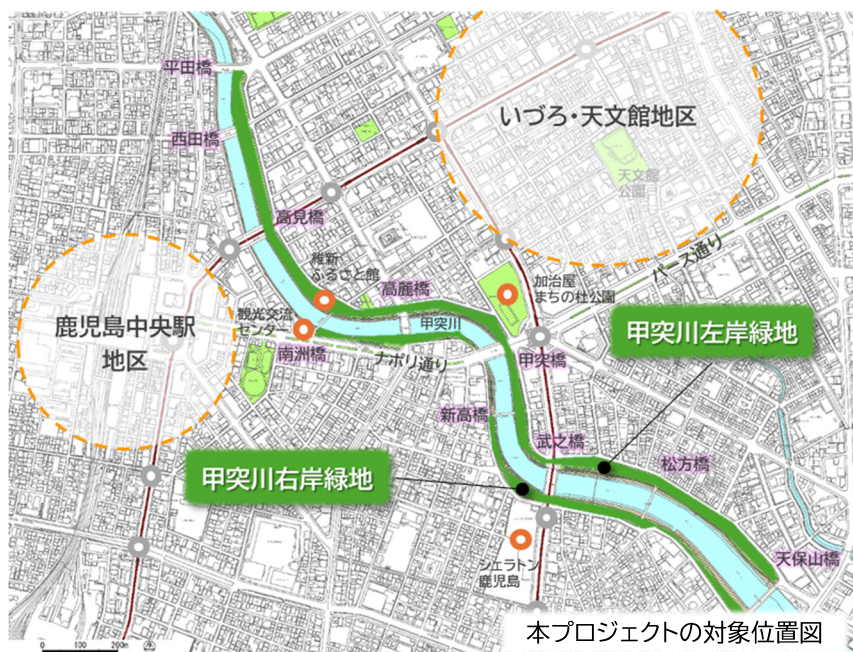 平田橋
西田橋
いづろ・天文館地区
天文館
公園
高見橋
維新
ふるさと館
高麗橋
加治屋
まちの杜公園
パース通り
鹿児島中央駅
地区
観光交流
センター
甲突川
南洲橋
ナポリ通り
甲突橋
甲突川左岸緑地
新高橋
武之橋
松方橋
甲突川右岸緑地
シェラトン
鹿児島
天保山橋
本プロジェクトの対象位置図
0 100 200m